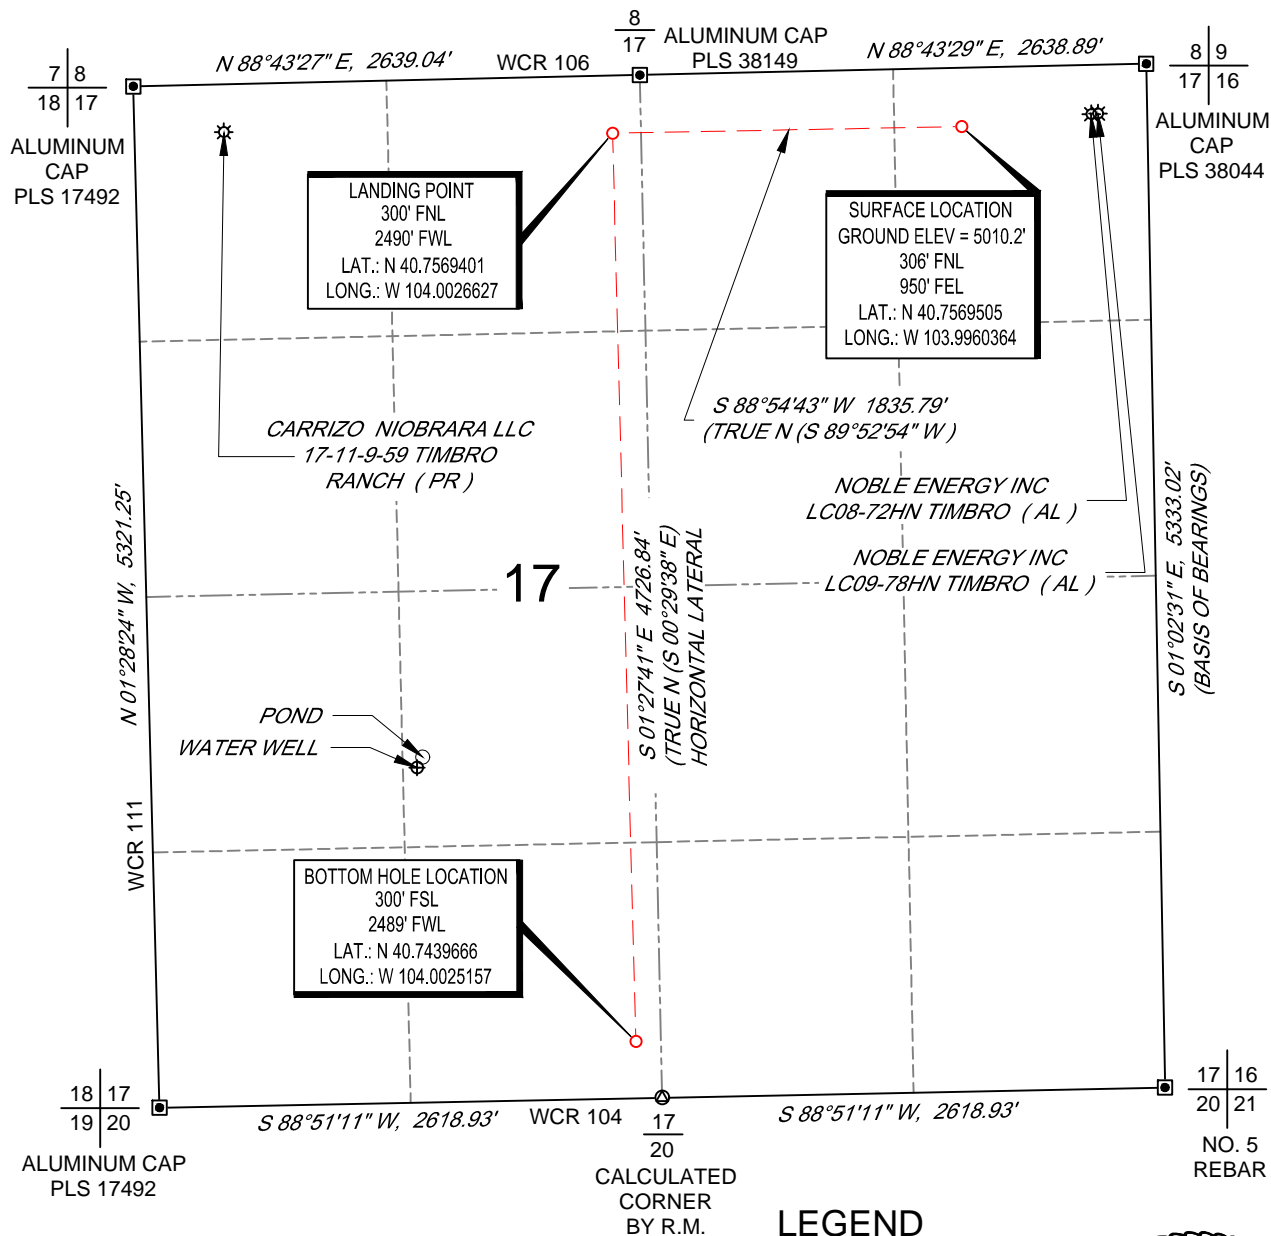 8
17
ALUMINUM CAP
PLS 38149
N 88°43'27" E, 2639.04'
WCR 106
N 88°43'29" E, 2638.89'
7 8
18 17
ALUMINUM
CAP
PLS 17492
8 9
17 16
ALUMINUM
CAP
PLS 38044
LANDING POINT
300' FNL
2490' FWL
LAT.: N 40.7569401
LONG.: W 104.0026627
SURFACE LOCATION
GROUND ELEV = 5010.2'
306' FNL
950' FEL
LAT.: N 40.7569505
LONG.: W 103.9960364
S 88°54'43" W 1835.79'
(TRUE N (S 89°52'54" W )
CARRIZO NIOBRARA LLC
17-11-9-59 TIMBRO
RANCH ( PR )
NOBLE ENERGY INC
LC08-72HN TIMBRO ( AL )
NOBLE ENERGY INC
LC09-78HN TIMBRO ( AL )
N 01°28'24" W, 5321.25'
WCR 111
17
S 01°27'41" E 4726.84'
(TRUE N (S 00°29'38" E)
HORIZONTAL LATERAL
S 01°02'31" E, 5333.02'
(BASIS OF BEARINGS)
POND
WATER WELL
BOTTOM HOLE LOCATION
300' FSL
2489' FWL
LAT.: N 40.7439666
LONG.: W 104.0025157
18 17
19 20
ALUMINUM CAP
PLS 17492
S 88°51'11" W, 2618.93'
WCR 104
17
20
CALCULATED
CORNER
BY R.M.
S 88°51'11" W, 2618.93'
17 16
20 21
NO. 5
REBAR
LEGEND